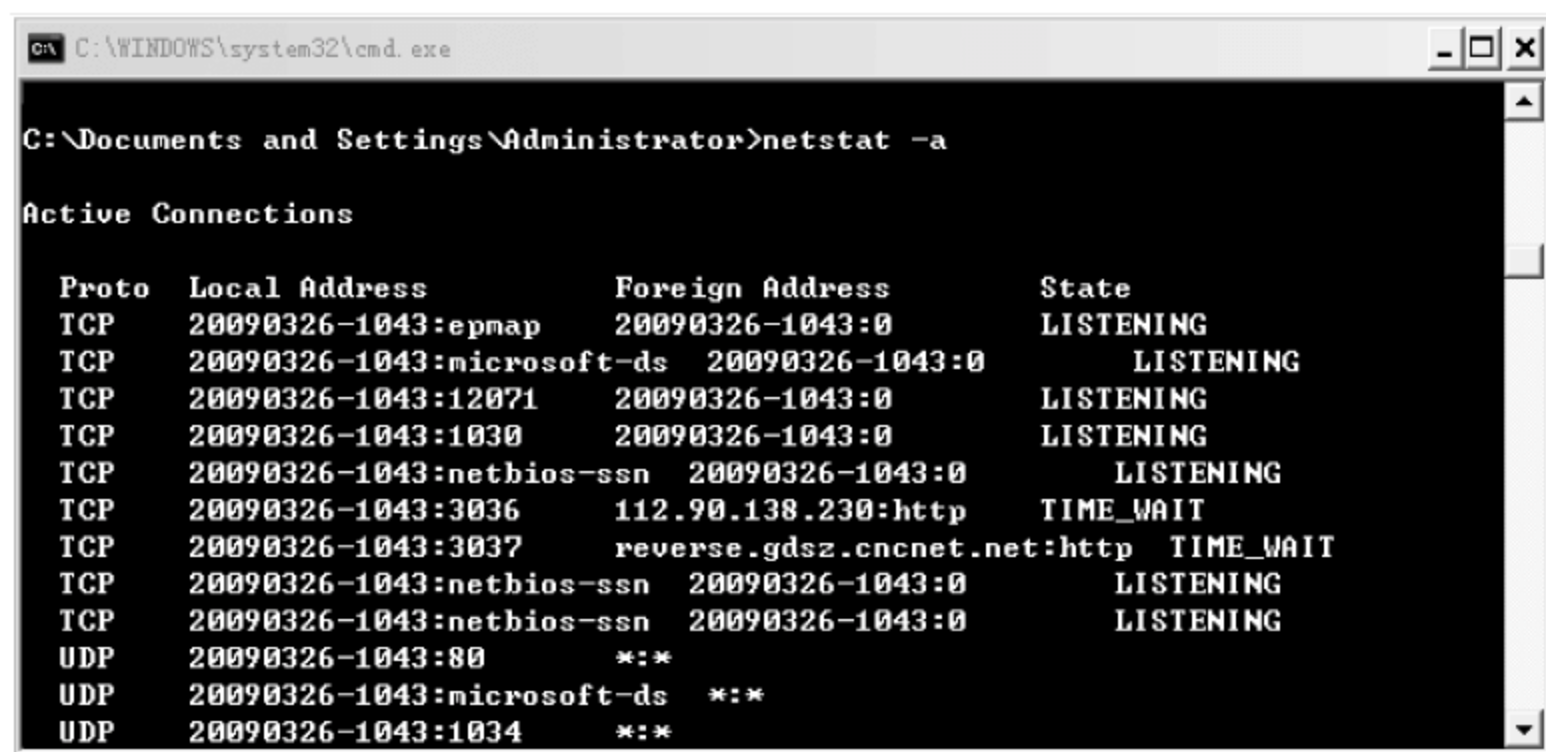 C:\WINDOWS\system32\cmd.exe
C:\Documents and Settings\Administrator>netstat -a
Active Connections
Proto  Local Address          Foreign Address        State
TCP    20090326-1043:epmap    20090326-1043:0        LISTENING
TCP    20090326-1043:microsoft-ds  20090326-1043:0        LISTENING
TCP    20090326-1043:12071    20090326-1043:0        LISTENING
TCP    20090326-1043:1030     20090326-1043:0        LISTENING
TCP    20090326-1043:netbios-ssn  20090326-1043:0        LISTENING
TCP    20090326-1043:3036     112.90.138.230:http    TIME_WAIT
TCP    20090326-1043:3037     reverse.gdsz.cncnet.net:http  TIME_WAIT
TCP    20090326-1043:netbios-ssn  20090326-1043:0        LISTENING
TCP    20090326-1043:netbios-ssn  20090326-1043:0        LISTENING
UDP    20090326-1043:80       *:*
UDP    20090326-1043:microsoft-ds  *:*
UDP    20090326-1043:1034     *:*